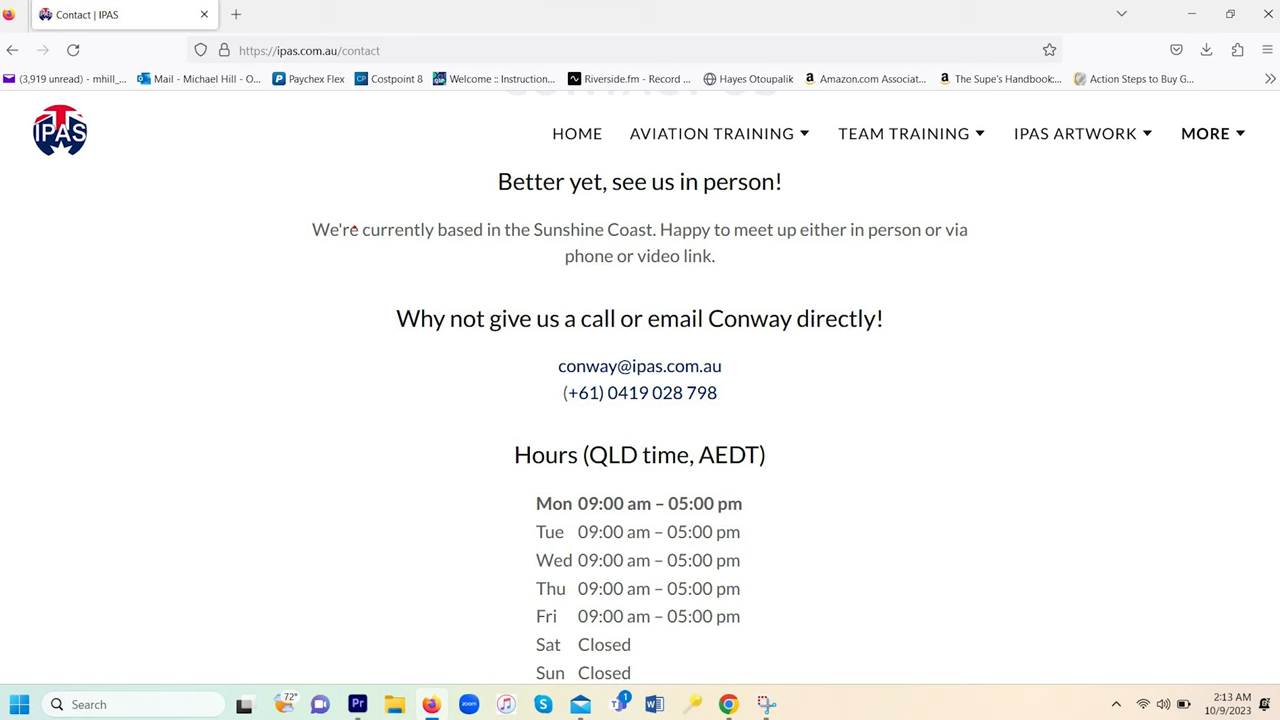 Contact | IPAS
https://ipas.com.au/contact
(3,919 unread) - mhill_...
Mail - Michael Hill - O...
Paychex Flex
CP
Costpoint 8
Welcome :: Instruction...
Riverside.fm - Record ...
Hayes Otoupalik
Amazon.com Associat...
The Supe's Handbook:...
Action Steps to Buy G...
IPAS
HOME
AVIATION TRAINING
TEAM TRAINING
IPAS ARTWORK
MORE
Better yet, see us in person!
We're currently based in the Sunshine Coast. Happy to meet up either in person or via
phone or video link.
Why not give us a call or email Conway directly!
conway@ipas.com.au
(+61) 0419 028 798
Hours (QLD time, AEDT)
Mon 09:00 am – 05:00 pm
Tue 09:00 am – 05:00 pm
Wed 09:00 am – 05:00 pm
Thu 09:00 am – 05:00 pm
Fri 09:00 am – 05:00 pm
Sat Closed
Sun Closed
Search
72°
Pr
zoom
1
2:13 AM
10/9/2023